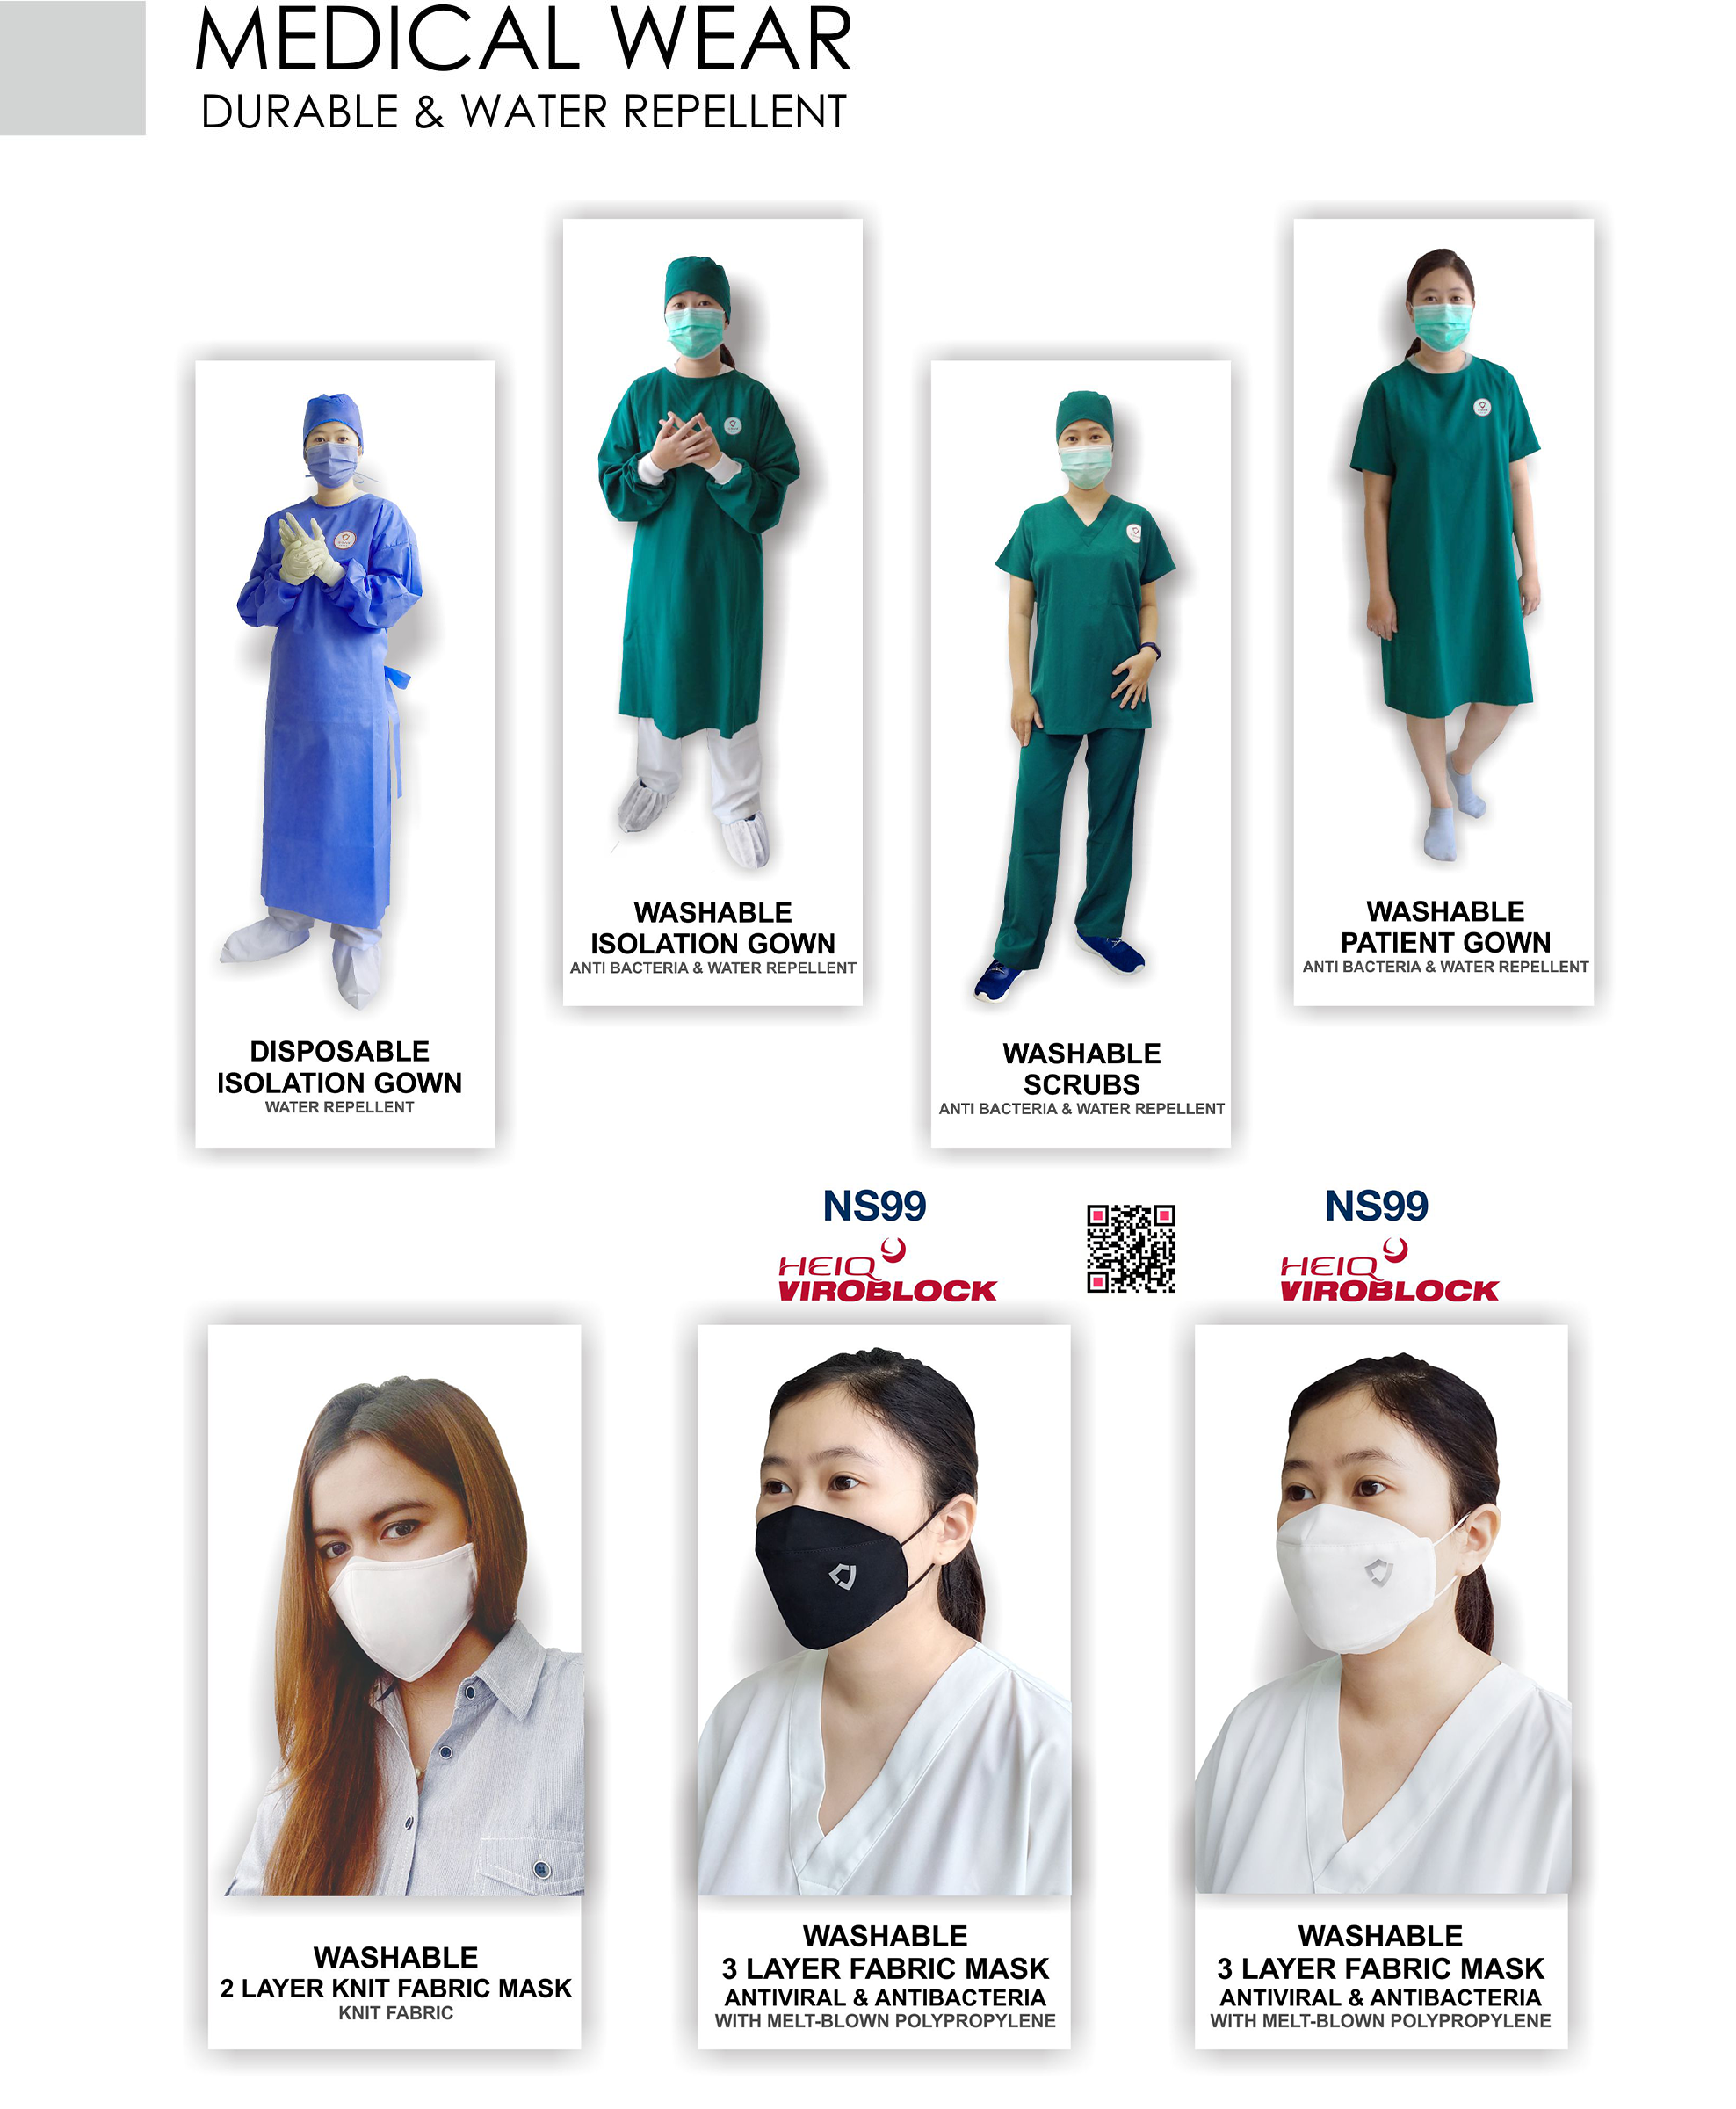 MEDICAL WEAR
DURABLE & WATER REPELLENT
DISPOSABLE
ISOLATION GOWN
WATER REPELLENT
WASHABLE
ISOLATION GOWN
ANTI BACTERIA & WATER REPELLENT
WASHABLE
SCRUBS
ANTI BACTERIA & WATER REPELLENT
WASHABLE
PATIENT GOWN
ANTI BACTERIA & WATER REPELLENT
NS99
HEIQ
VIROBLOCK
NS99
HEIQ
VIROBLOCK
WASHABLE
2 LAYER KNIT FABRIC MASK
KNIT FABRIC
WASHABLE
3 LAYER FABRIC MASK
ANTIVIRAL & ANTIBACTERIA
WITH MELT-BLOWN POLYPROPYLENE
WASHABLE
3 LAYER FABRIC MASK
ANTIVIRAL & ANTIBACTERIA
WITH MELT-BLOWN POLYPROPYLENE